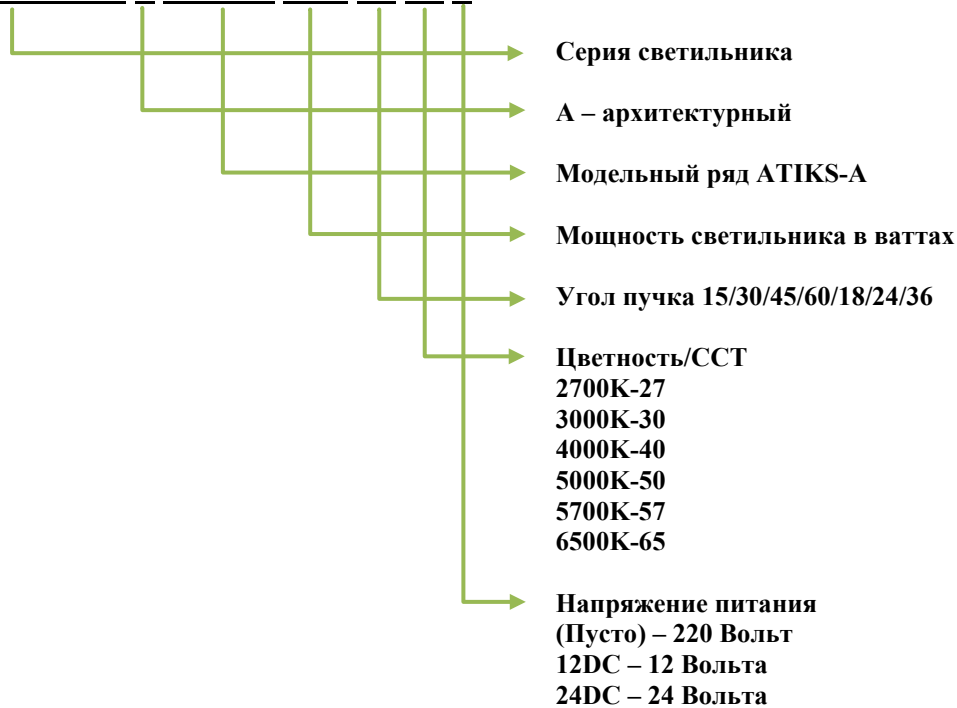 Серия светильника
А – архитектурный
Модельный ряд ATIKS-A
Мощность светильника в ваттах
Угол пучка 15/30/45/60/18/24/36
Цветность/CCT
2700K-27
3000K-30
4000K-40
5000K-50
5700K-57
6500K-65
Напряжение питания
(Пусто) – 220 Вольт
12DC – 12 Вольта
24DC – 24 Вольта